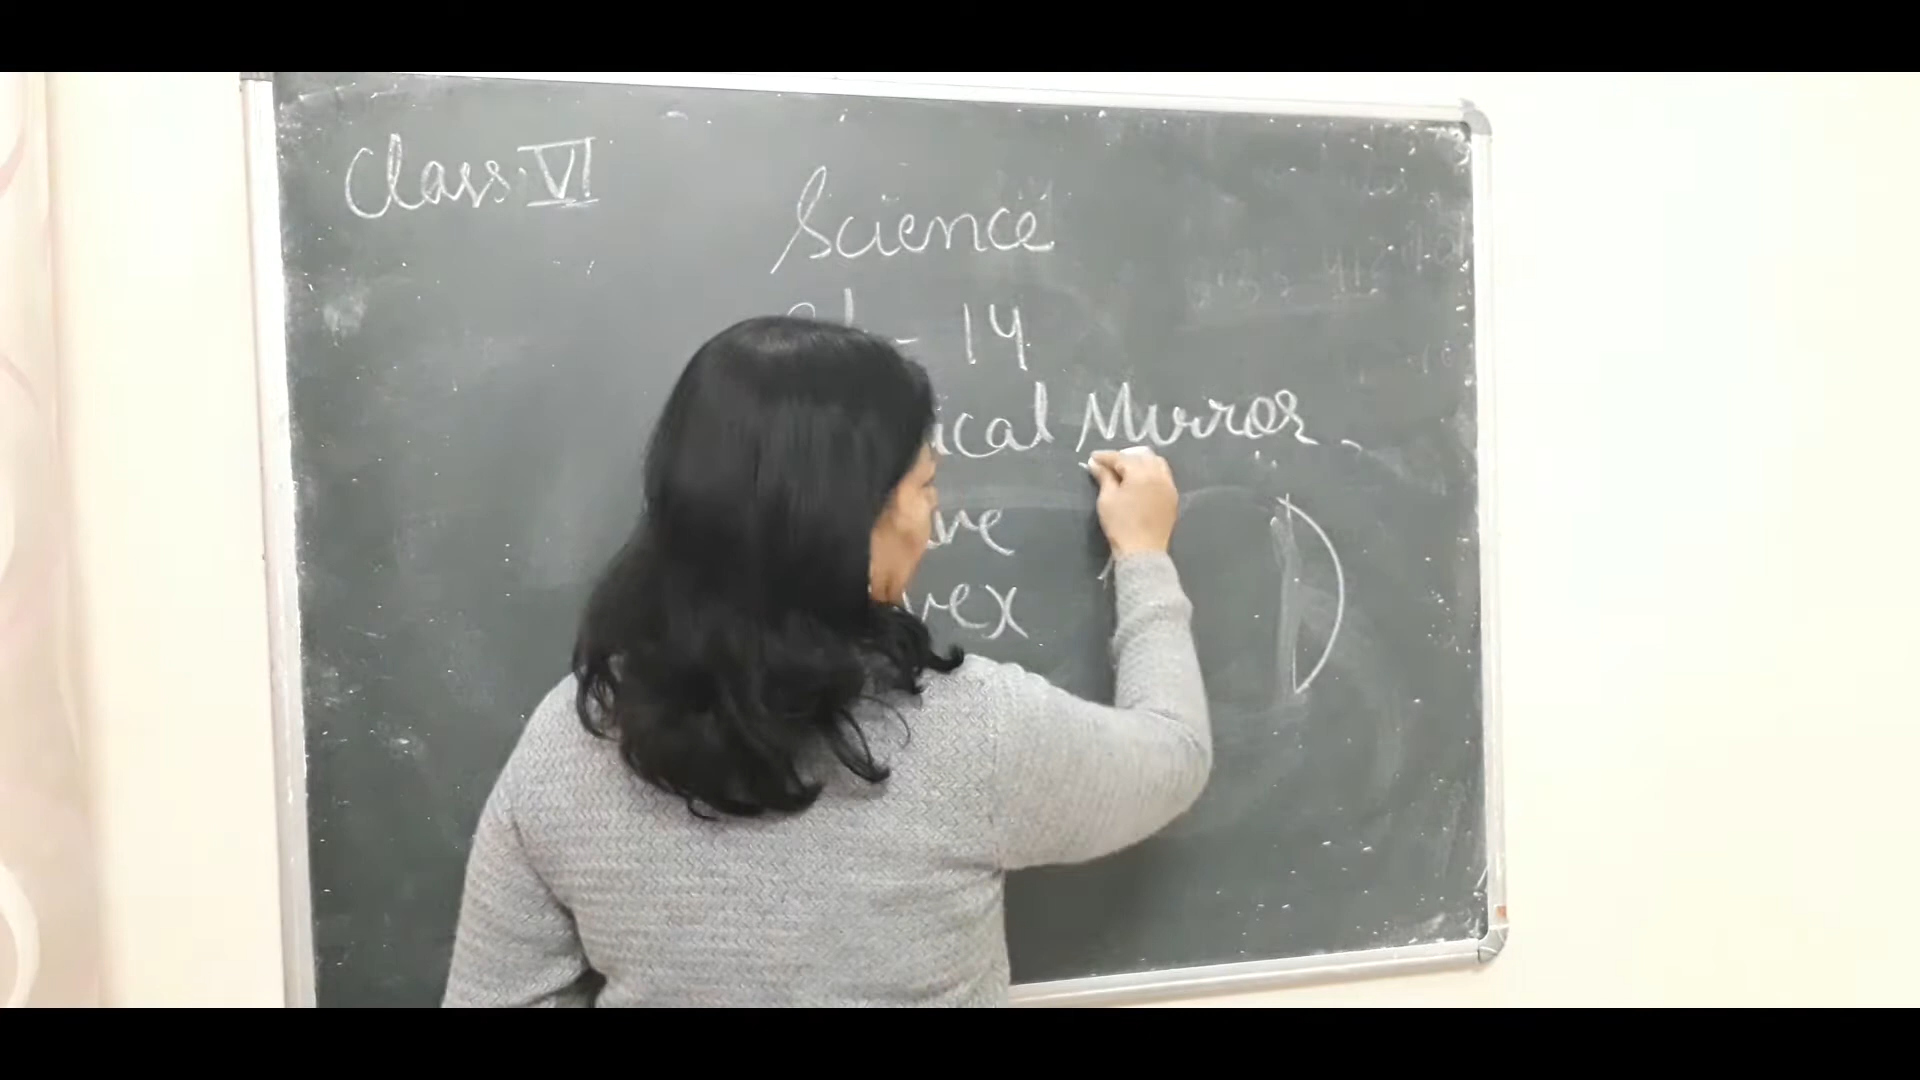 Class: VI
Science
- 14
ical Mirror
ve
vex